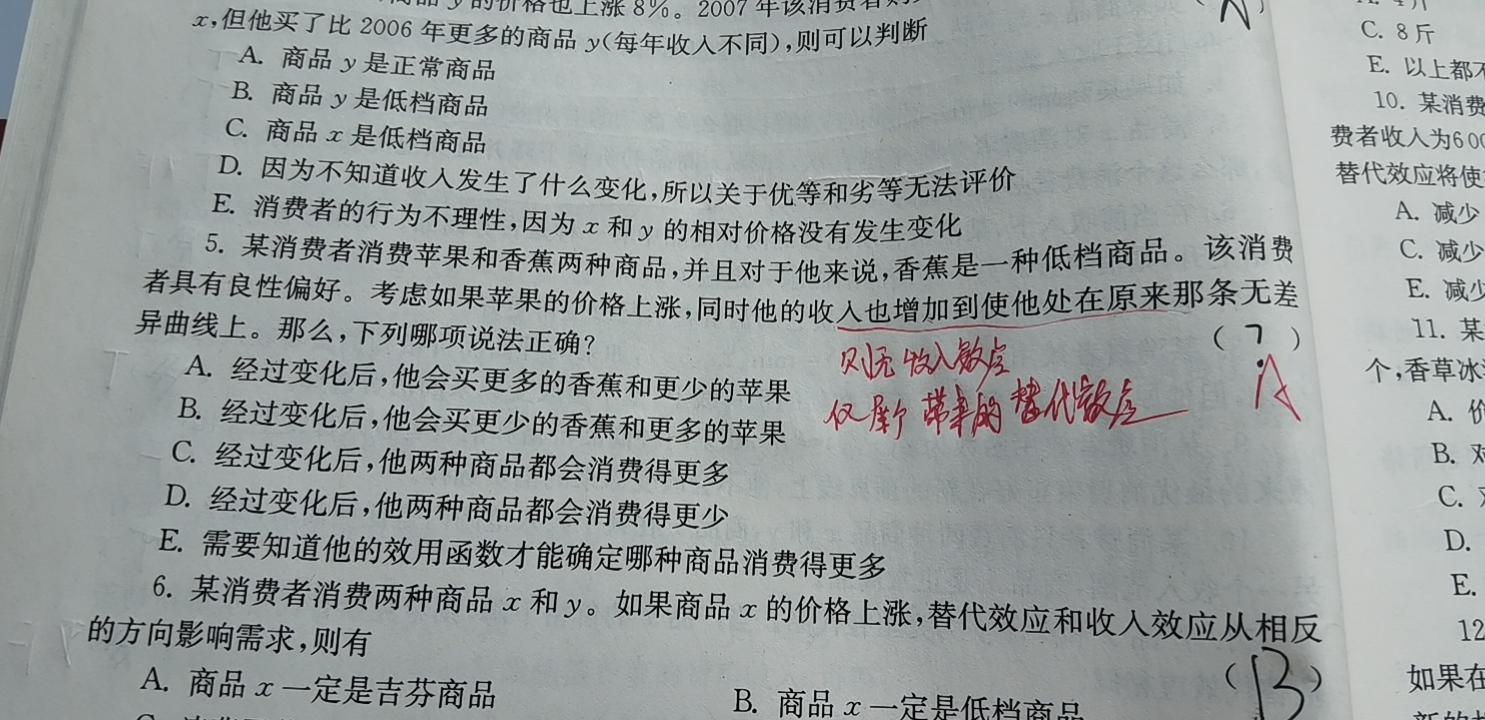 的价格也上涨 8%。2007 年该消费者
x,但他买了比 2006 年更多的商品 y(每年收入不同),则可以判断
A. 商品 y 是正常商品
B. 商品 y 是低档商品
C. 商品 x 是低档商品
D. 因为不知道收入发生了什么变化,所以关于优等和劣等无法评价
E. 消费者的行为不理性,因为 x 和 y 的相对价格没有发生变化
5. 某消费者消费苹果和香蕉两种商品,并且对于他来说,香蕉是一种低档商品。该消费
者具有良性偏好。考虑如果苹果的价格上涨,同时他的收入也增加到使他处在原来那条无差
异曲线上。那么,下列哪项说法正确? ( ? )
则无收入效应
仅剩 带来的 替代效应
A
A. 经过变化后,他会买更多的香蕉和更少的苹果
B. 经过变化后,他会买更少的香蕉和更多的苹果
C. 经过变化后,他两种商品都会消费得更多
D. 经过变化后,他两种商品都会消费得更少
E. 需要知道他的效用函数才能确定哪种商品消费得更多
6. 某消费者消费两种商品 x 和 y。如果商品 x 的价格上涨,替代效应和收入效应从相反
的方向影响需求,则有 ( B )
A. 商品 x 一定是吉芬商品
B. 商品 x 一定是低档商品
C. 8 斤
E. 以上都不
10. 某消费
费者收入为600
替代效应将使
A. 减少
C. 减少
E. 减少
11. 某
个,香草冰
A. 价
B. 对
C.
D.
E.
12
如果在